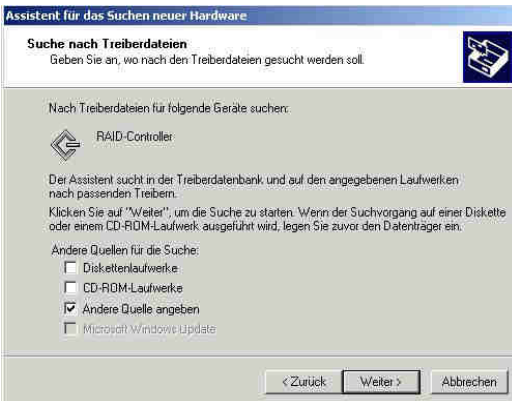 Assistent für das Suchen neuer Hardware
Suche nach Treiberdateien
Geben Sie an, wo nach den Treiberdateien gesucht werden soll.
Nach Treiberdateien für folgende Geräte suchen:
RAID-Controller
Der Assistent sucht in der Treiberdatenbank und auf den angegebenen Laufwerken
nach passenden Treibern.
Klicken Sie auf "Weiter", um die Suche zu starten. Wenn der Suchvorgang auf einer Diskette
oder einem CD-ROM-Laufwerk ausgeführt wird, legen Sie zuvor den Datenträger ein.
Andere Quellen für die Suche:
Diskettenlaufwerke
CD-ROM-Laufwerke
Andere Quelle angeben
Microsoft Windows Update
< Zurück Weiter > Abbrechen